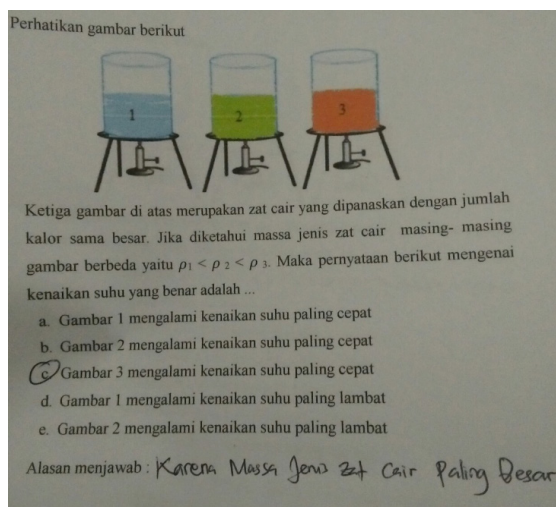 Perhatikan gambar berikut
1
2
3
Ketiga gambar di atas merupakan zat cair yang dipanaskan dengan jumlah
kalor sama besar. Jika diketahui massa jenis zat cair masing- masing
gambar berbeda yaitu ρ₁ < ρ ₂ < ρ ₃. Maka pernyataan berikut mengenai
kenaikan suhu yang benar adalah ...
a. Gambar 1 mengalami kenaikan suhu paling cepat
b. Gambar 2 mengalami kenaikan suhu paling cepat
c. Gambar 3 mengalami kenaikan suhu paling cepat
d. Gambar 1 mengalami kenaikan suhu paling lambat
e. Gambar 2 mengalami kenaikan suhu paling lambat
Alasan menjawab : Karena Massa Jenis zat Cair Paling Besar